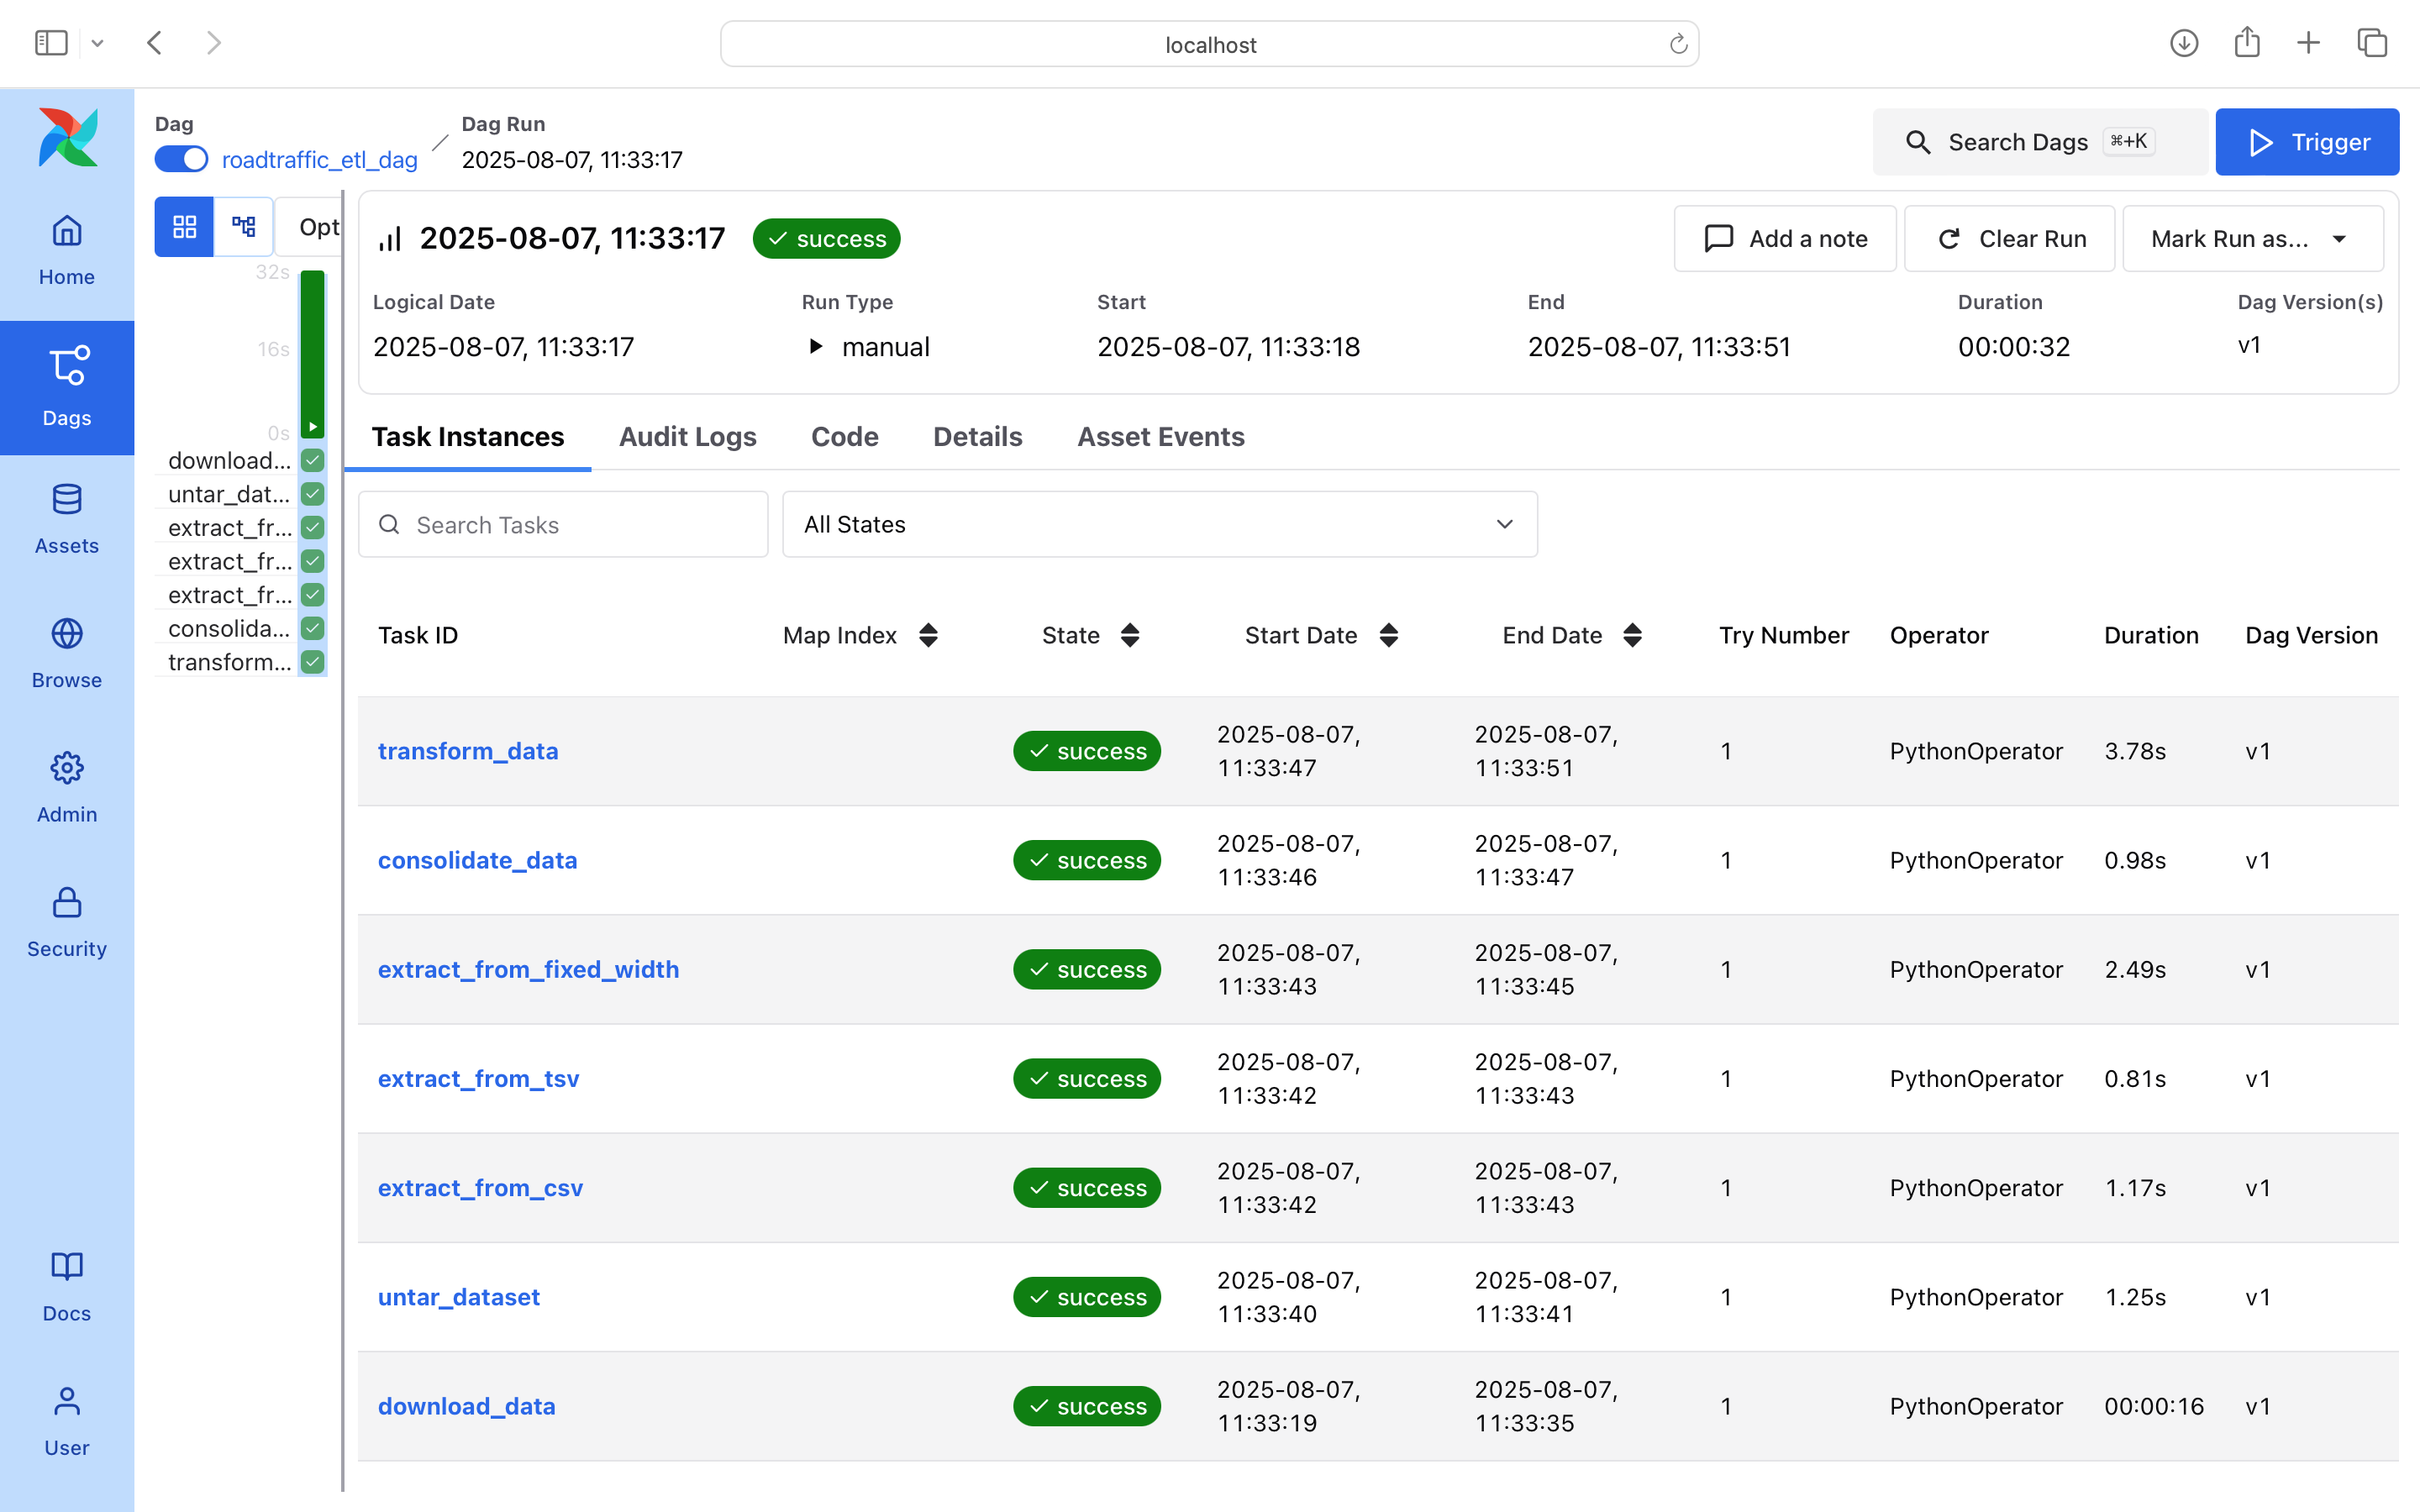 localhost
Dag
roadtraffic_etl_dag
Dag Run
2025-08-07, 11:33:17
Search Dags ⌘+K
Trigger
Home
Dags
Assets
Browse
Admin
Security
Docs
User
Opt
32s
16s
0s
download...
untar_dat...
extract_fr...
extract_fr...
extract_fr...
consolida...
transform...
2025-08-07, 11:33:17 success
Add a note
Clear Run
Mark Run as...
Logical Date Run Type Start End Duration Dag Version(s)
2025-08-07, 11:33:17 manual 2025-08-07, 11:33:18 2025-08-07, 11:33:51 00:00:32 v1
Task Instances Audit Logs Code Details Asset Events
Search Tasks
All States
Task ID Map Index State Start Date End Date Try Number Operator Duration Dag Version
transform_data success 2025-08-07, 11:33:47 2025-08-07, 11:33:51 1 PythonOperator 3.78s v1
consolidate_data success 2025-08-07, 11:33:46 2025-08-07, 11:33:47 1 PythonOperator 0.98s v1
extract_from_fixed_width success 2025-08-07, 11:33:43 2025-08-07, 11:33:45 1 PythonOperator 2.49s v1
extract_from_tsv success 2025-08-07, 11:33:42 2025-08-07, 11:33:43 1 PythonOperator 0.81s v1
extract_from_csv success 2025-08-07, 11:33:42 2025-08-07, 11:33:43 1 PythonOperator 1.17s v1
untar_dataset success 2025-08-07, 11:33:40 2025-08-07, 11:33:41 1 PythonOperator 1.25s v1
download_data success 2025-08-07, 11:33:19 2025-08-07, 11:33:35 1 PythonOperator 00:00:16 v1